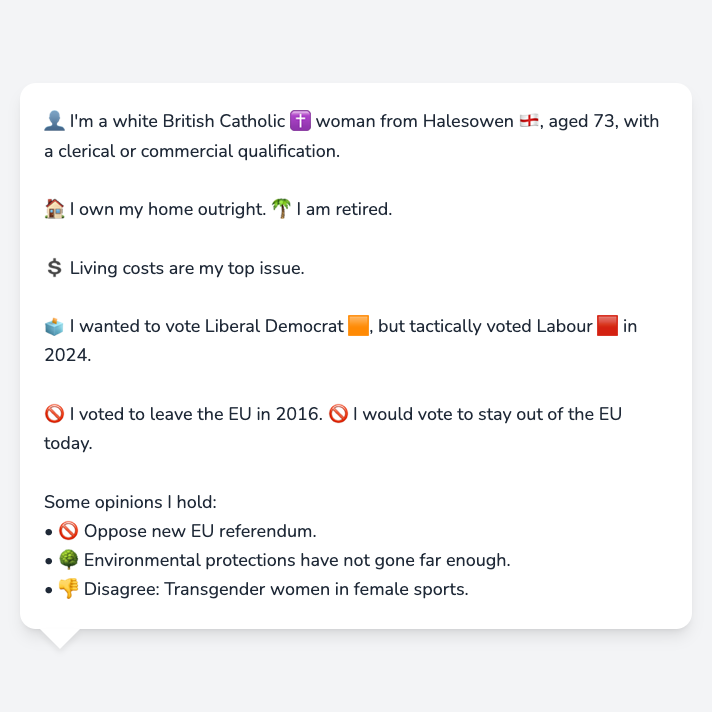 👤 I'm a white British Catholic ✝️ woman from Halesowen 🏴󠁧󠁢󠁥󠁮󠁧󠁿, aged 73, with
a clerical or commercial qualification.
🏠 I own my home outright. 🌴 I am retired.
💲 Living costs are my top issue.
🗳️ I wanted to vote Liberal Democrat 🟧, but tactically voted Labour 🟥 in
2024.
🚫 I voted to leave the EU in 2016. 🚫 I would vote to stay out of the EU
today.
Some opinions I hold:
• 🚫 Oppose new EU referendum.
• 🌳 Environmental protections have not gone far enough.
• 👎 Disagree: Transgender women in female sports.